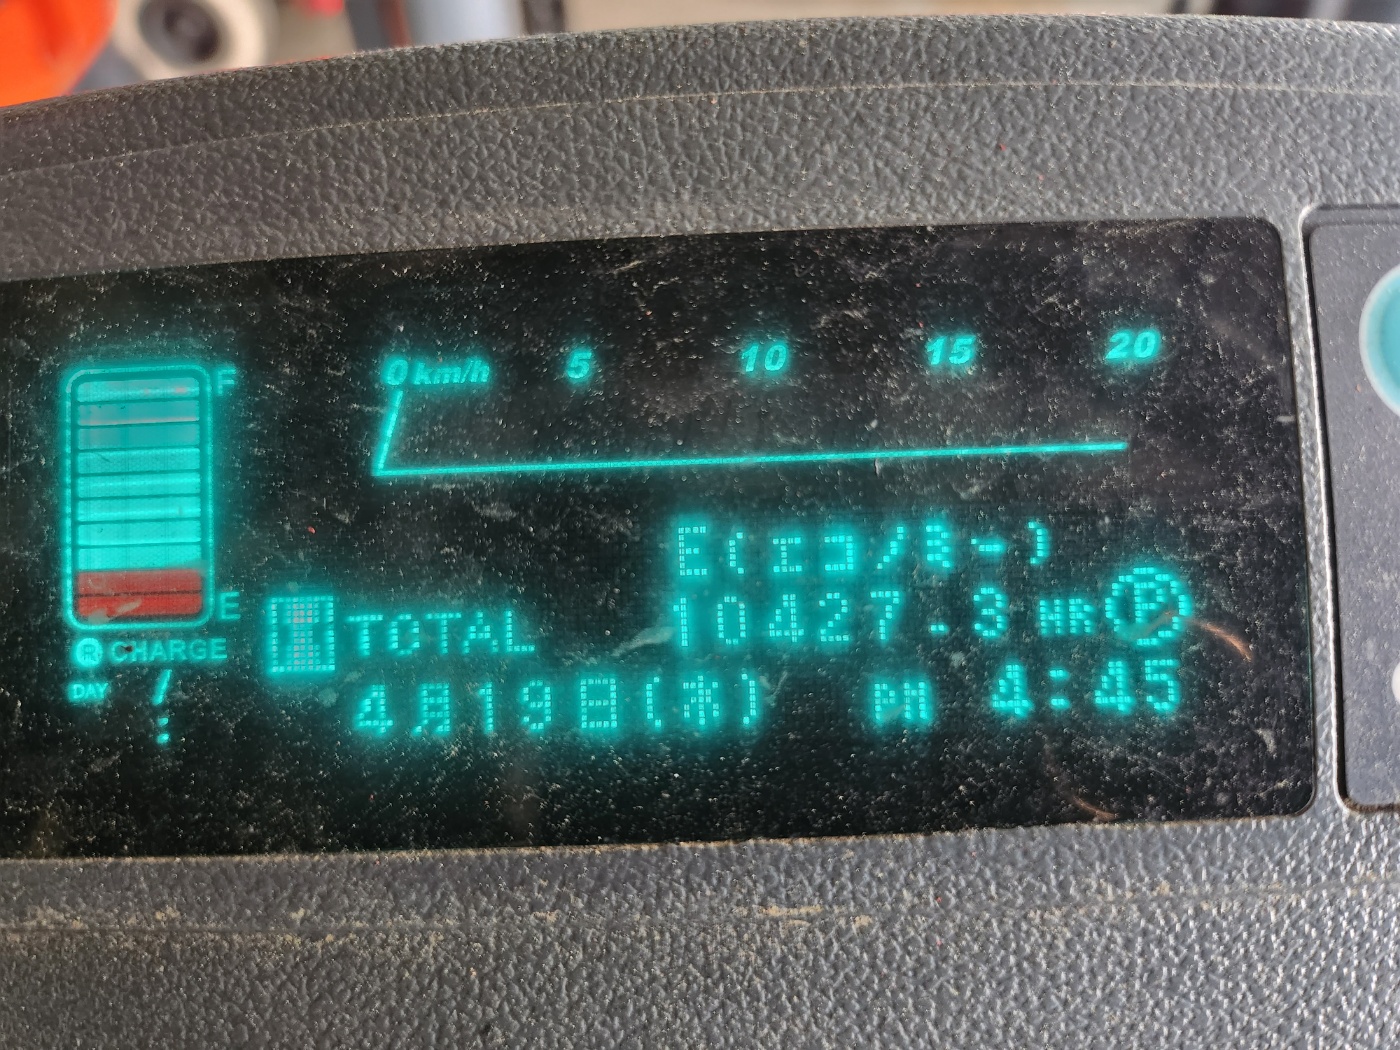 0 km/h 5 10 15 20
F
E(エコノミー)
E
TOTAL 10427.3 HR P
R CHARGE
DAY / :
4月19日(木) PM 4:45